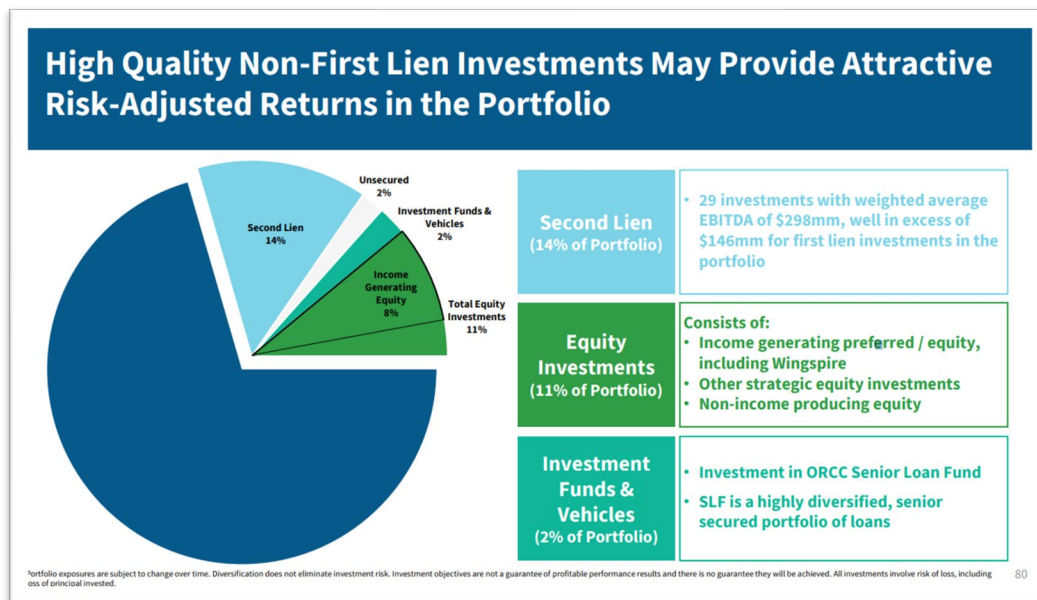 High Quality Non-First Lien Investments May Provide Attractive
Risk-Adjusted Returns in the Portfolio
Unsecured
2%
Second Lien
14%
Investment Funds &
Vehicles
2%
Income
Generating
Equity
8%
Total Equity
Investments
11%
Second Lien
(14% of Portfolio)
• 29 investments with weighted average
EBITDA of $298mm, well in excess of
$146mm for first lien investments in the
portfolio
Equity
Investments
(11% of Portfolio)
Consists of:
• Income generating preferred / equity,
including Wingspire
• Other strategic equity investments
• Non-income producing equity
Investment
Funds &
Vehicles
(2% of Portfolio)
• Investment in ORCC Senior Loan Fund
• SLF is a highly diversified, senior
secured portfolio of loans
Portfolio exposures are subject to change over time. Diversification does not eliminate investment risk. Investment objectives are not a guarantee of profitable performance results and there is no guarantee they will be achieved. All investments involve risk of loss, including
oss of principal invested.
80